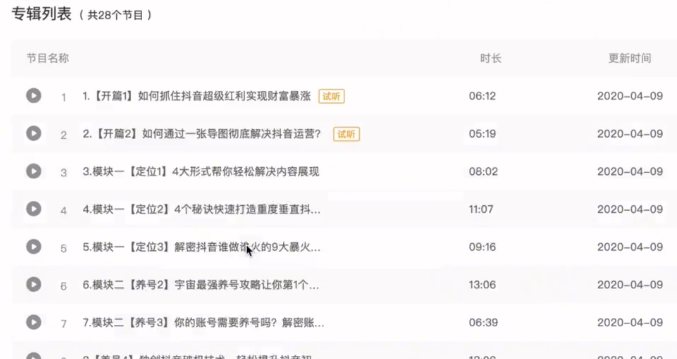 专辑列表（共28个节目）
节目名称 时长 更新时间
1 1.【开篇1】如何抓住抖音超级红利实现财富暴涨 试听 06:12 2020-04-09
2 2.【开篇2】如何通过一张导图彻底解决抖音运营？ 试听 05:19 2020-04-09
3 3.模块一【定位1】4大形式帮你轻松解决内容展现 08:02 2020-04-09
4 4.模块一【定位2】4个秘诀快速打造重度垂直抖... 11:07 2020-04-09
5 5.模块一【定位3】解密抖音谁做谁火的9大暴火... 09:16 2020-04-09
6 6.模块二【养号2】宇宙最强养号攻略让你第1个... 13:06 2020-04-09
7 7.模块二【养号3】你的账号需要养号吗？解密账... 06:39 2020-04-09